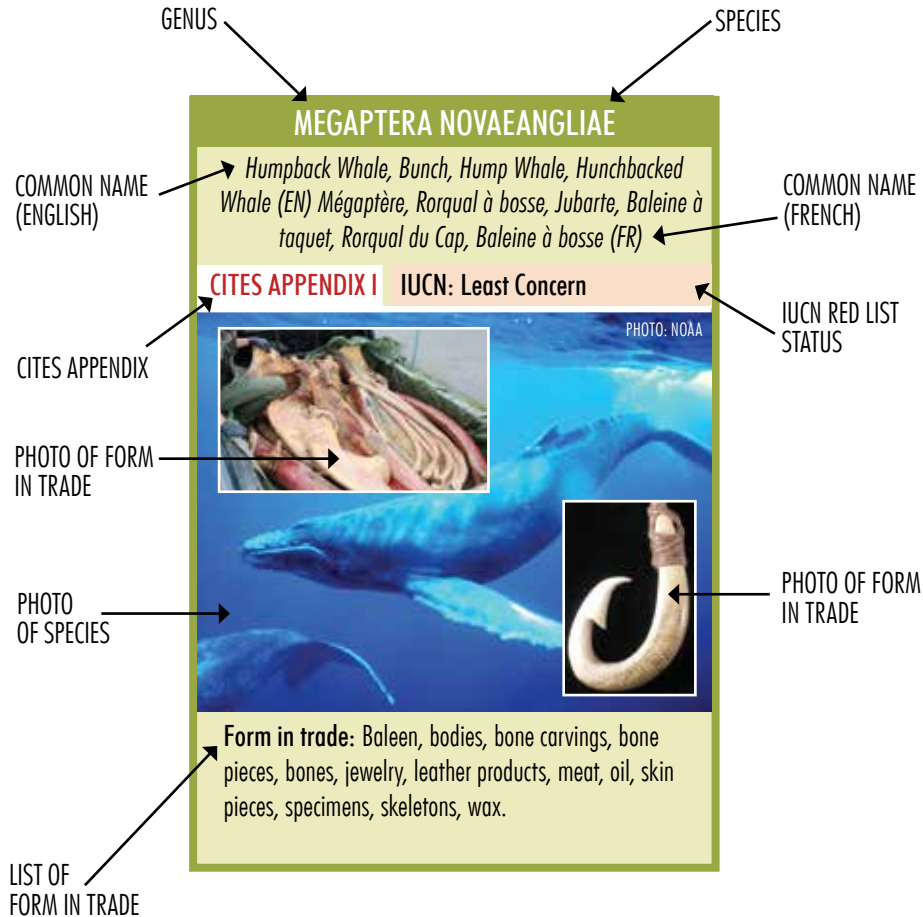 GENUS
SPECIES
MEGAPTERA NOVAEANGLIAE
COMMON NAME
(ENGLISH)
Humpback Whale, Bunch, Hump Whale, Hunchbacked
Whale (EN) Mégaptère, Rorqual à bosse, Jubarte, Baleine à
taquet, Rorqual du Cap, Baleine à bosse (FR)
COMMON NAME
(FRENCH)
CITES APPENDIX I
IUCN: Least Concern
IUCN RED LIST
STATUS
CITES APPENDIX
PHOTO: NOAA
PHOTO OF FORM
IN TRADE
PHOTO
OF SPECIES
PHOTO OF FORM
IN TRADE
Form in trade: Baleen, bodies, bone carvings, bone
pieces, bones, jewelry, leather products, meat, oil, skin
pieces, specimens, skeletons, wax.
LIST OF
FORM IN TRADE